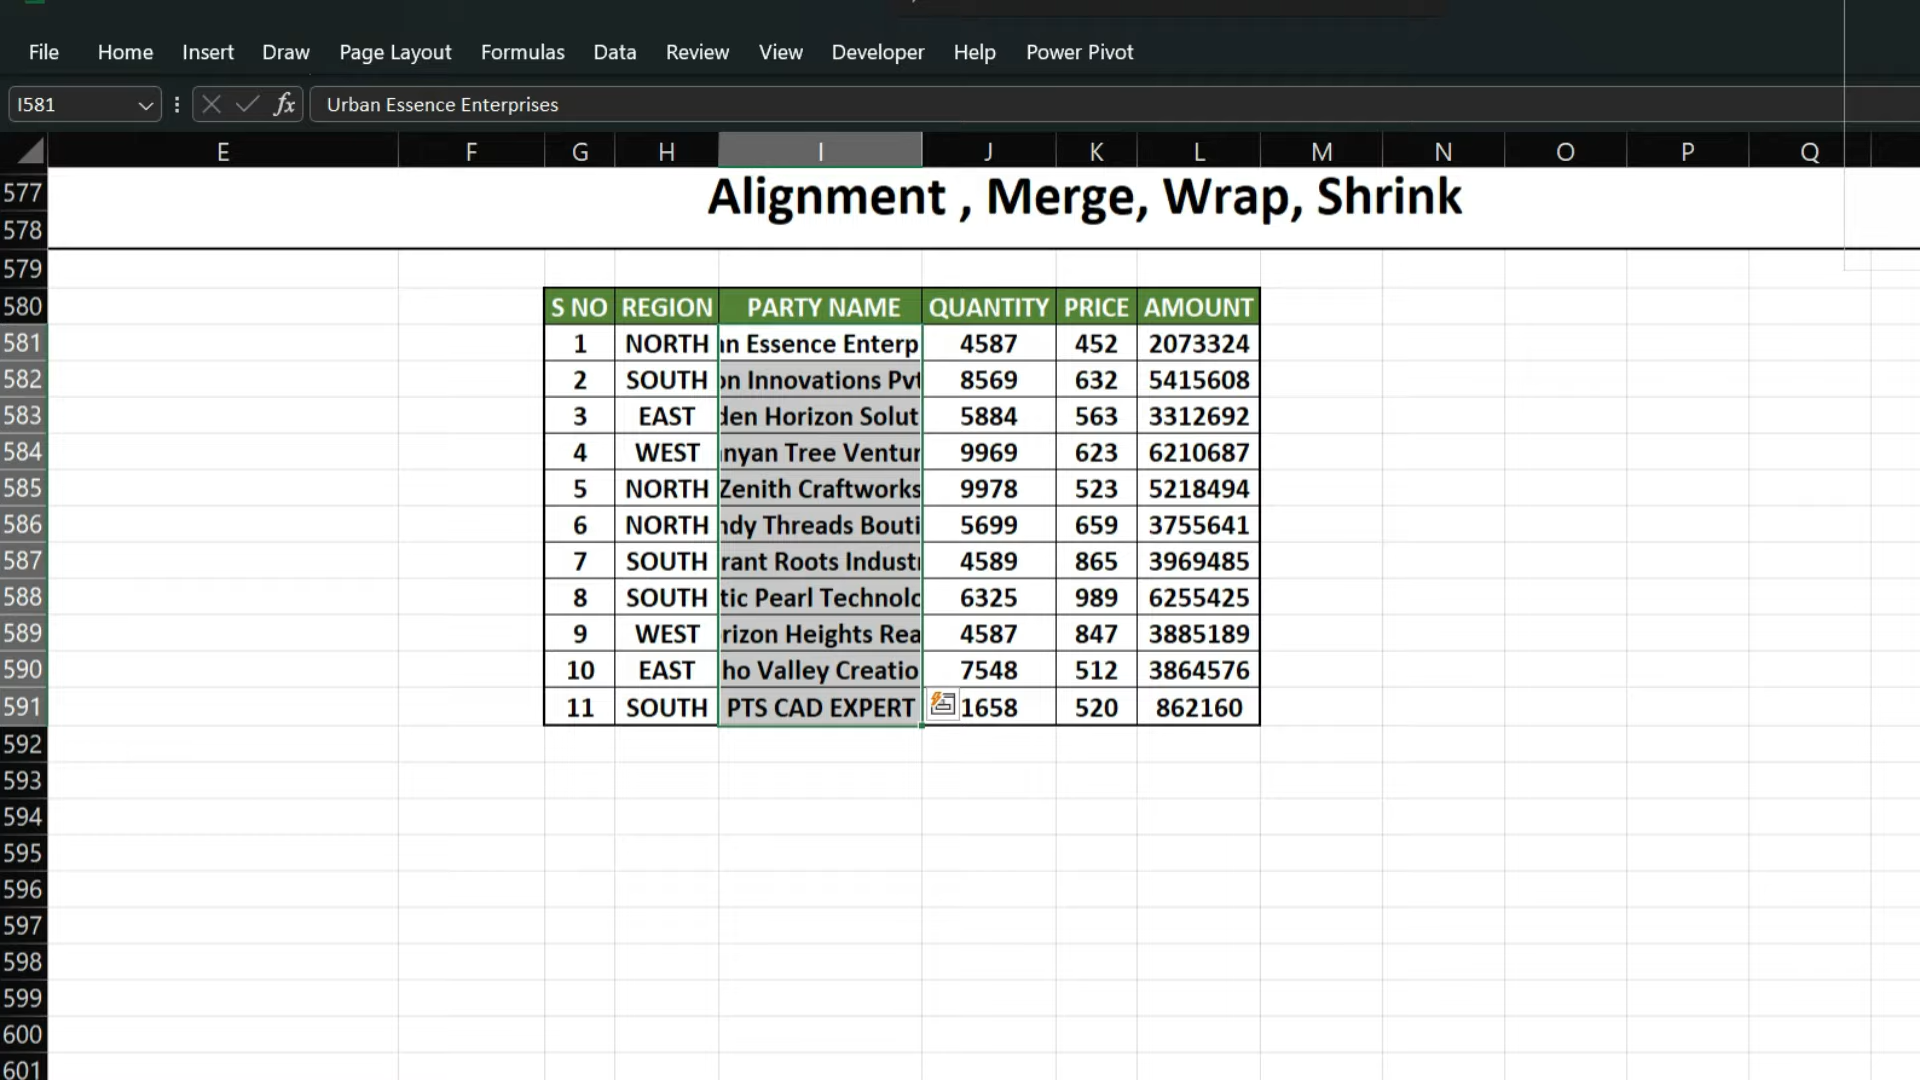 File Home Insert Draw Page Layout Formulas Data Review View Developer Help Power Pivot
I581 fx Urban Essence Enterprises
E F G H I J K L M N O P Q
577 Alignment , Merge, Wrap, Shrink
578
579
580 S NO REGION PARTY NAME QUANTITY PRICE AMOUNT
581 1 NORTH Essence Enterp 4587 452 2073324
582 2 SOUTH on Innovations Pvt 8569 632 5415608
583 3 EAST den Horizon Solut 5884 563 3312692
584 4 WEST nyan Tree Ventur 9969 623 6210687
585 5 NORTH Zenith Craftworks 9978 523 5218494
586 6 NORTH ndy Threads Bouti 5699 659 3755641
587 7 SOUTH rant Roots Indust 4589 865 3969485
588 8 SOUTH tic Pearl Technolo 6325 989 6255425
589 9 WEST rizon Heights Rea 4587 847 3885189
590 10 EAST ho Valley Creatio 7548 512 3864576
591 11 SOUTH PTS CAD EXPERT 1658 520 862160
592
593
594
595
596
597
598
599
600
601